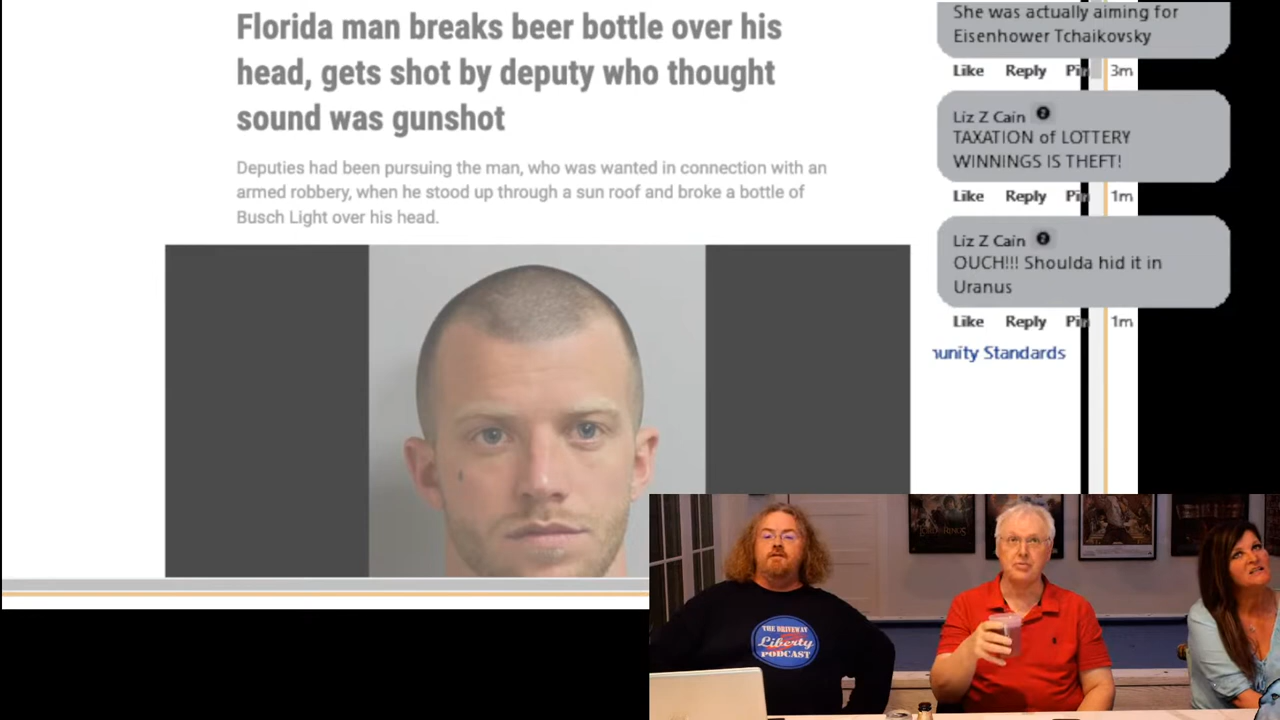 Florida man breaks beer bottle over his
head, gets shot by deputy who thought
sound was gunshot
Deputies had been pursuing the man, who was wanted in connection with an
armed robbery, when he stood up through a sun roof and broke a bottle of
Busch Light over his head.
She was actually aiming for
Eisenhower Tchaikovsky
Like Reply Pin 3m
Liz Z Cain
TAXATION of LOTTERY
WINNINGS IS THEFT!
Like Reply Pin 1m
Liz Z Cain
OUCH!!! Shoulda hid it in
Uranus
Like Reply Pin 1m
unity Standards
THE DRIVEWAY
Liberty
PODCAST